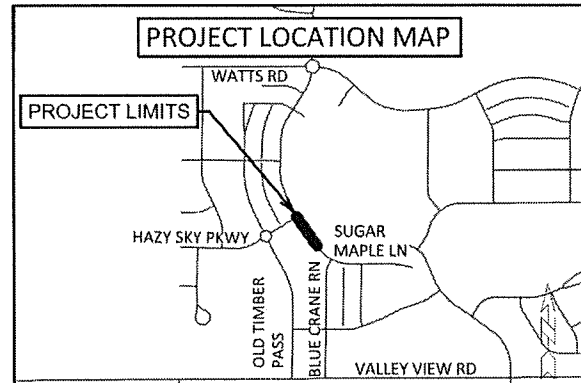 PROJECT LOCATION MAP
WATTS RD
PROJECT LIMITS
HAZY SKY PKWY
SUGAR
MAPLE LN
OLD TIMBER
PASS
BLUE CRANE RN
VALLEY VIEW RD